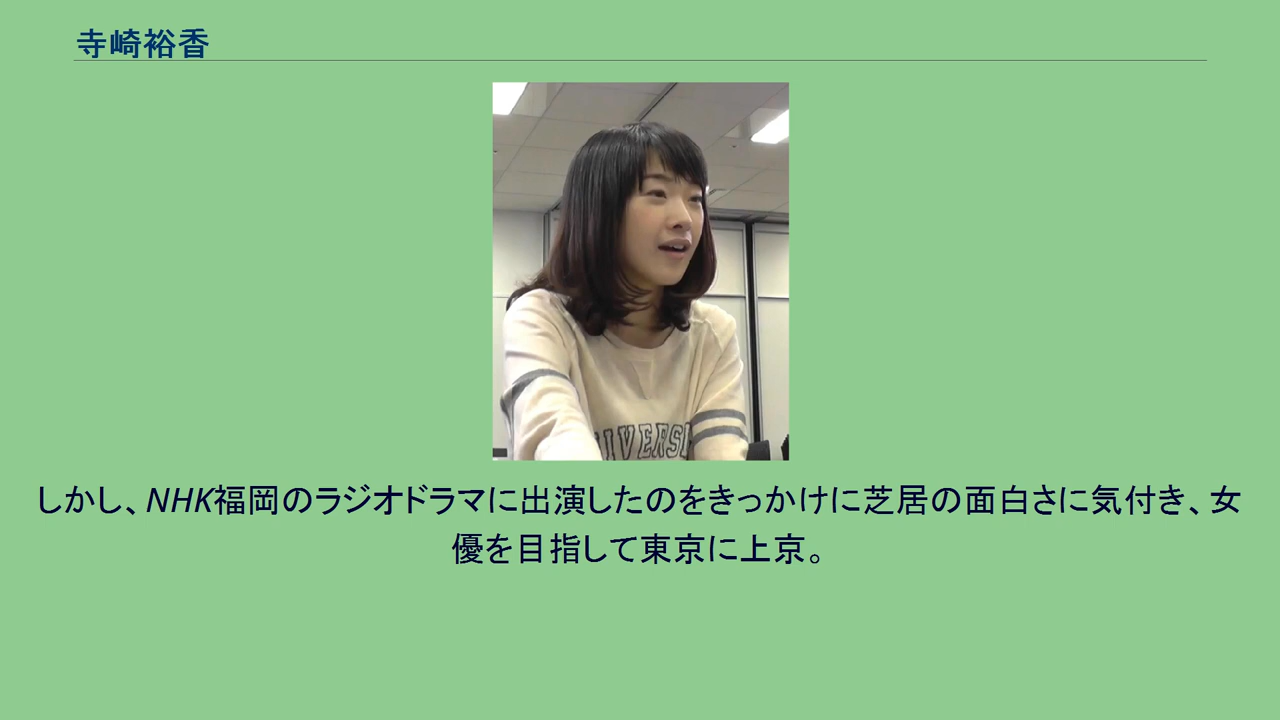 寺崎裕香
しかし、NHK福岡のラジオドラマに出演したのをきっかけに芝居の面白さに気付き、女
優を目指して東京に上京。